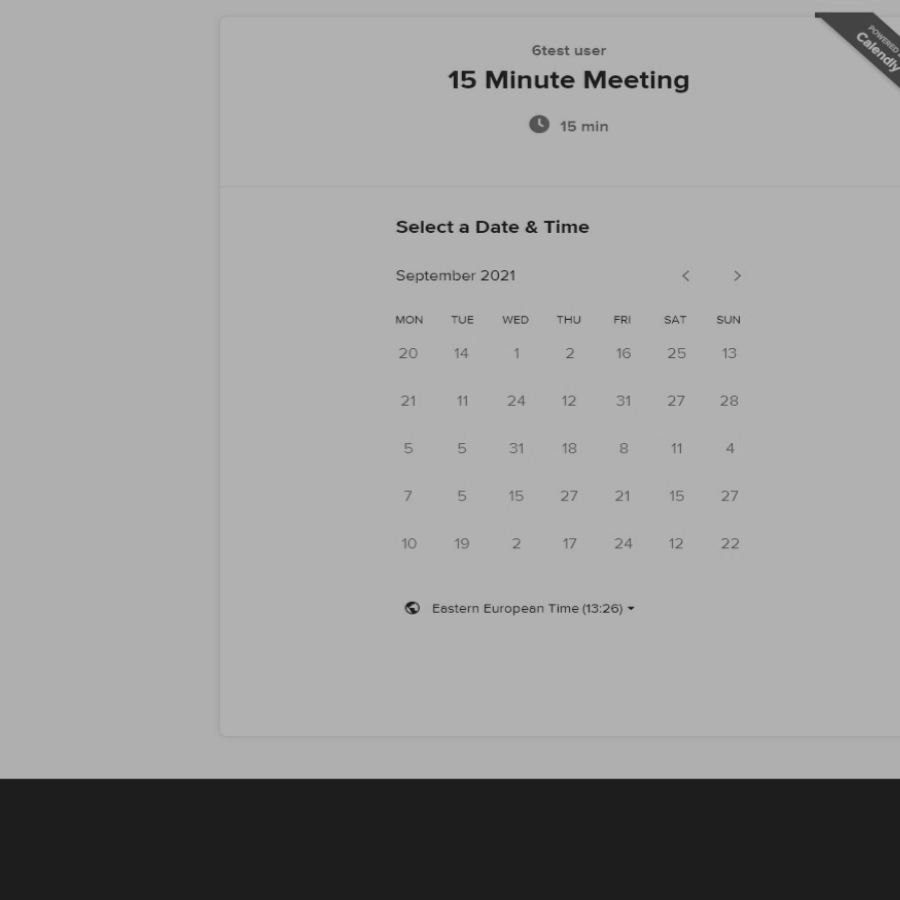 POWERED
Calendly
6test user
15 Minute Meeting
15 min
Select a Date & Time
September 2021
MON TUE WED THU FRI SAT SUN
20 14 1 2 16 25 13
21 11 24 12 31 27 28
5 5 31 18 8 11 4
7 5 15 27 21 15 27
10 19 2 17 24 12 22
Eastern European Time (13:26)